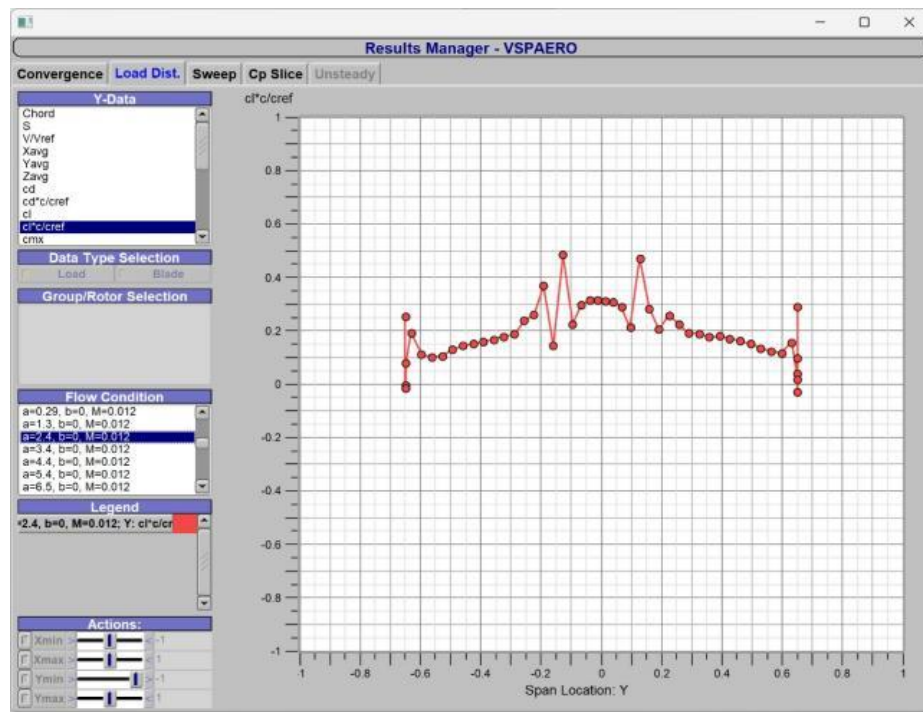 Results Manager - VSPAERO
Convergence Load Dist. Sweep Cp Slice Unsteady
Y-Data
Chord
S
V/Vref
Xavg
Yavg
Zavg
cd
cd*c/cref
cl
cl*c/cref
cmx
Data Type Selection
Load Blade
Group/Rotor Selection
Flow Condition
a=0.29, b=0, M=0.012
a=1.3, b=0, M=0.012
a=2.4, b=0, M=0.012
a=3.4, b=0, M=0.012
a=4.4, b=0, M=0.012
a=5.4, b=0, M=0.012
a=6.5, b=0, M=0.012
Legend
=2.4, b=0, M=0.012; Y: cl*c/cr
Actions:
Xmin > < -1
Xmax > < 1
Ymin > > -1
Ymax > < 1
cl*c/cref
1
0.8
0.6
0.4
0.2
0
-0.2
-0.4
-0.6
-0.8
-1
-1 -0.8 -0.6 -0.4 -0.2 0 0.2 0.4 0.6 0.8 1
Span Location: Y